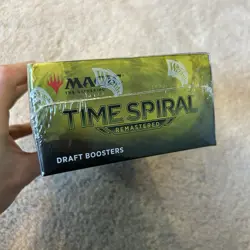 MAGIC
THE GATHERING
TIME SPIRAL
REMASTERED
DRAFT BOOSTERS